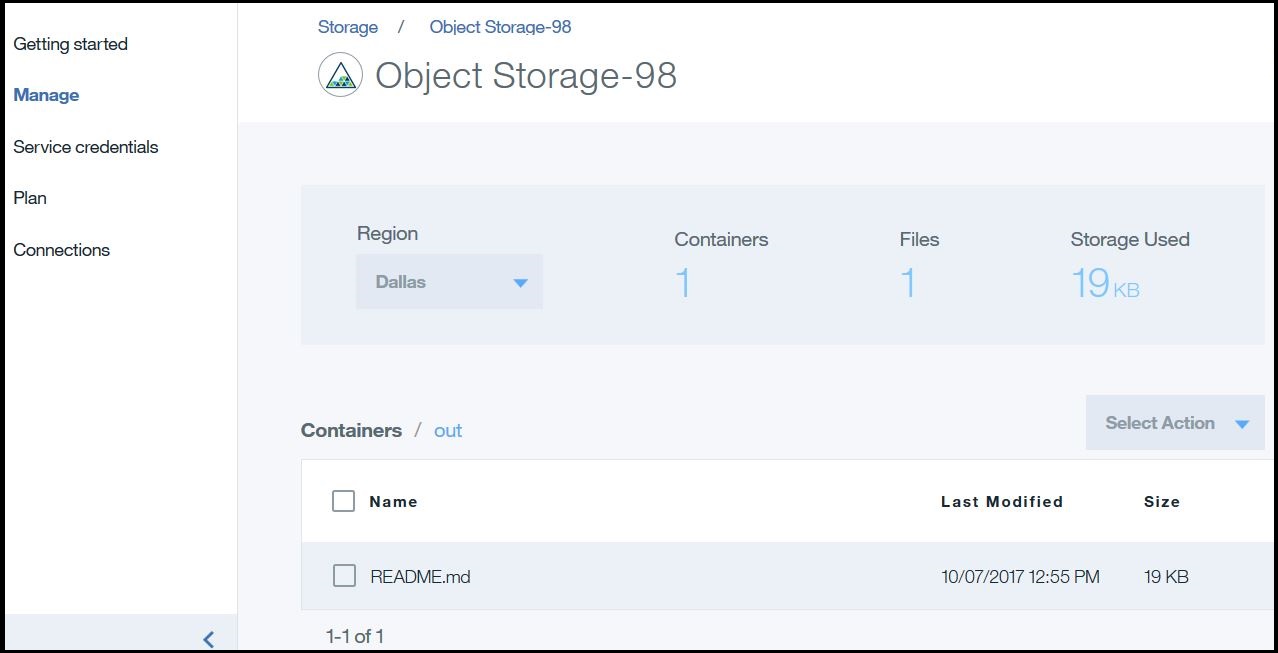 Getting started
Manage
Service credentials
Plan
Connections
Storage / Object Storage-98
Object Storage-98
Region
Dallas
Containers
1
Files
1
Storage Used
19 KB
Containers / out
Select Action
Name Last Modified Size
README.md 10/07/2017 12:55 PM 19 KB
1-1 of 1